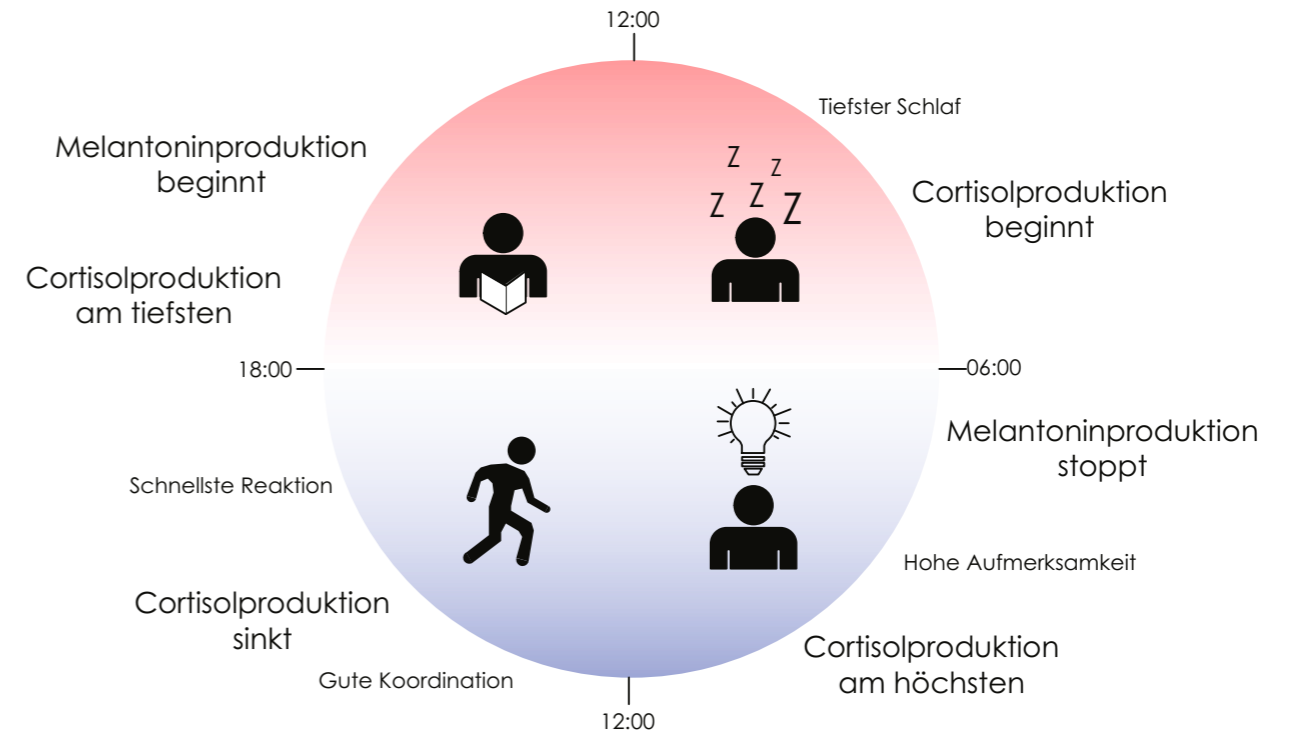 12:00
Tiefster Schlaf
Melantoninproduktion
beginnt
Z
Z
Z
Z
Z
Cortisolproduktion
beginnt
Cortisolproduktion
am tiefsten
18:00
06:00
Melantoninproduktion
stoppt
Schnellste Reaktion
Hohe Aufmerksamkeit
Cortisolproduktion
sinkt
Cortisolproduktion
am höchsten
Gute Koordination
12:00